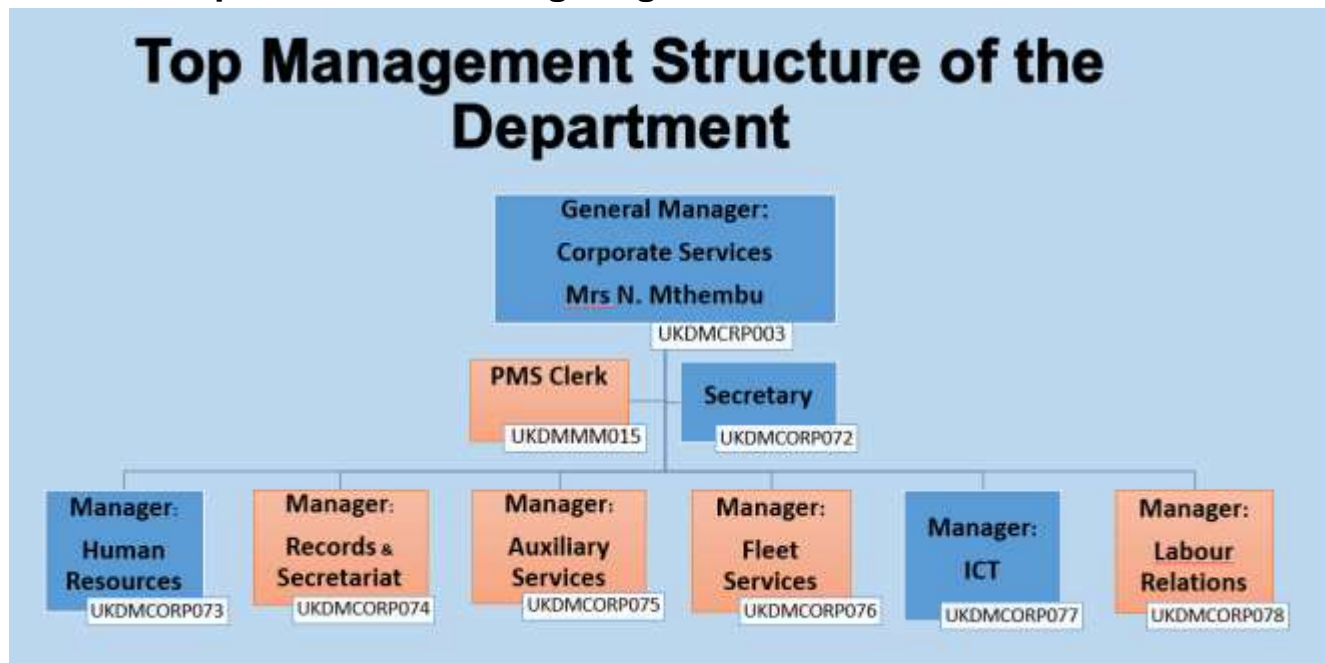 Top Management Structure of the
Department
General Manager:
Corporate Services
Mrs N. Mthembu
UKDMCRP003
PMS Clerk
UKDMMM015
Secretary
UKDMCORP072
Manager:
Human
Resources
UKDMCORP073
Manager:
Records &
Secretariat
UKDMCORP074
Manager:
Auxiliary
Services
UKDMCORP075
Manager:
Fleet
Services
UKDMCORP076
Manager:
ICT
UKDMCORP077
Manager:
Labour
Relations
UKDMCORP078